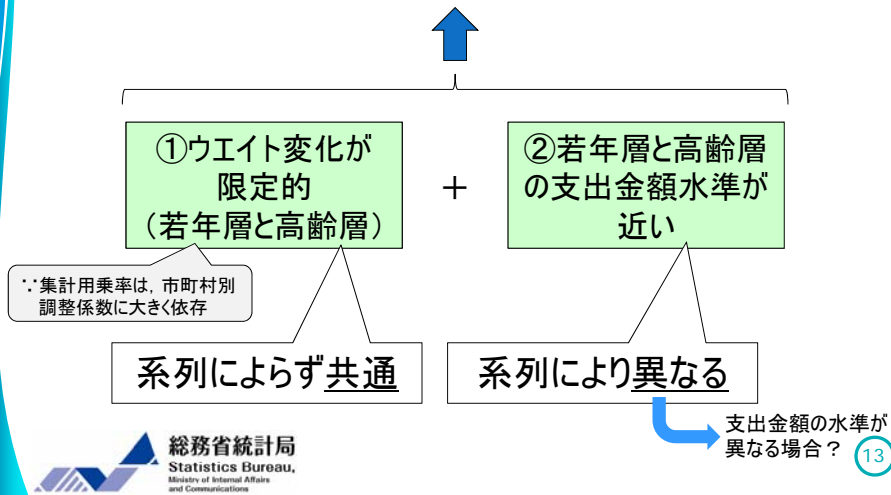 ①ウエイト変化が
限定的
（若年層と高齢層）
＋
②若年層と高齢層
の支出金額水準が
近い
∵集計用乗率は，市町村別
調整係数に大きく依存
系列によらず共通
系列により異なる
支出金額の水準が
異なる場合？
13
総務省統計局
Statistics Bureau,
Ministry of Internal Affairs
and Communications